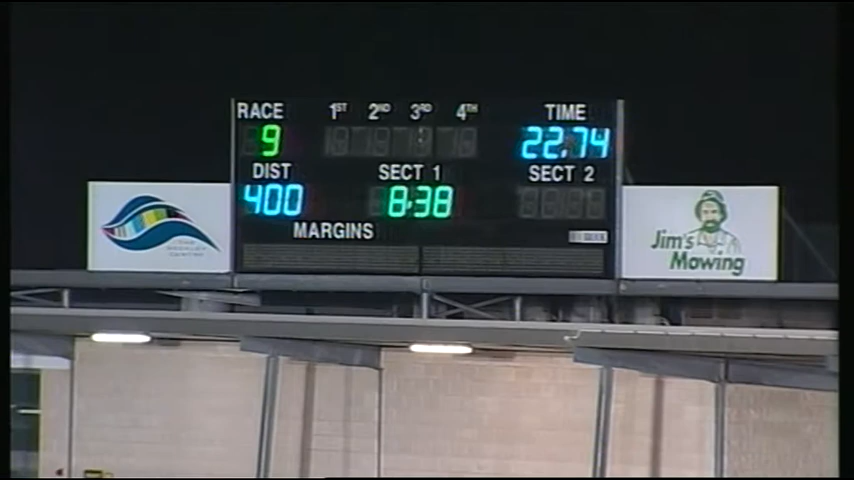 RACE 1ST 2ND 3RD 4TH TIME
9 22.74
DIST SECT 1 SECT 2
400 8.38
MARGINS
Jim's
Mowing